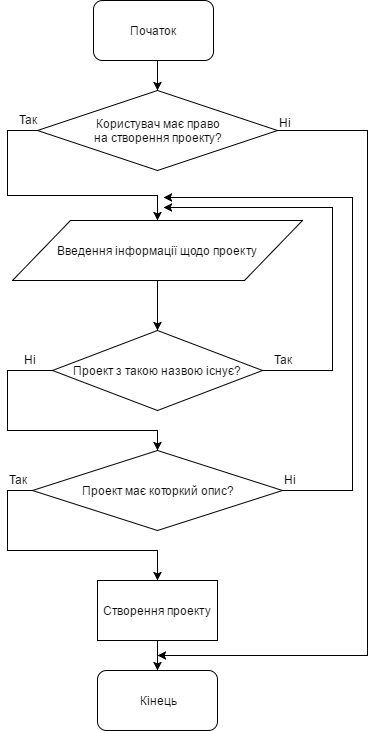 Початок
Користувач має право
на створення проекту?
Так
Ні
Введення інформації щодо проекту
Проект з такою назвою існує?
Ні
Так
Проект має которкий опис?
Так
Ні
Створення проекту
Кінець